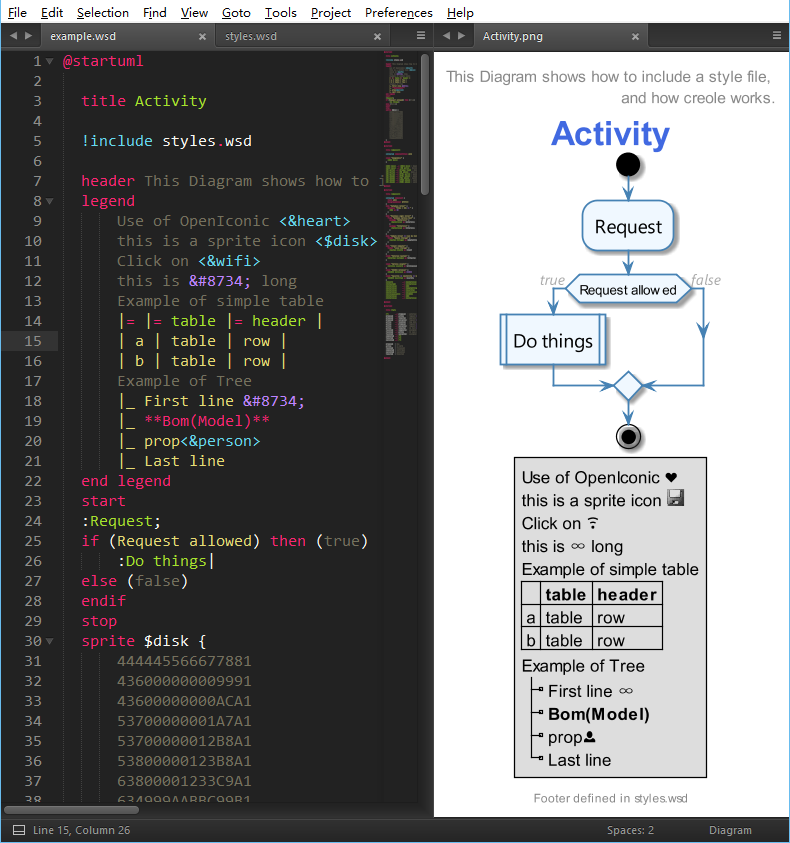 File Edit Selection Find View Goto Tools Project Preferences Help
example.wsd × styles.wsd ×
Activity.png ×
1 @startuml
2
3 title Activity
4
5 !include styles.wsd
6
7 header This Diagram shows how to i
8 legend
9 Use of OpenIconic <&heart>
10 this is a sprite icon <$disk>
11 Click on <&wifi>
12 this is &#8734; long
13 Example of simple table
14 |= |= table |= header |
15 | a | table | row |
16 | b | table | row |
17 Example of Tree
18 |_ First line &#8734;
19 |_ **Bom(Model)**
20 |_ prop<&person>
21 |_ Last line
22 end legend
23 start
24 :Request;
25 if (Request allowed) then (true)
26 :Do things|
27 else (false)
28 endif
29 stop
30 sprite $disk {
31 444445566677881
32 436000000009991
33 43600000000ACA1
34 53700000001A7A1
35 53700000012B8A1
36 53800000123B8A1
37 63800001233C9A1
38 634999AABBC99B1
This Diagram shows how to include a style file,
and how creole works.
Activity
Request
true
Request allowed
false
Do things
Use of OpenIconic ♥
this is a sprite icon
Click on
this is ∞ long
Example of simple table
table header
a table row
b table row
Example of Tree
First line ∞
Bom(Model)
prop
Last line
Footer defined in styles.wsd
Line 15, Column 26
Spaces: 2
Diagram